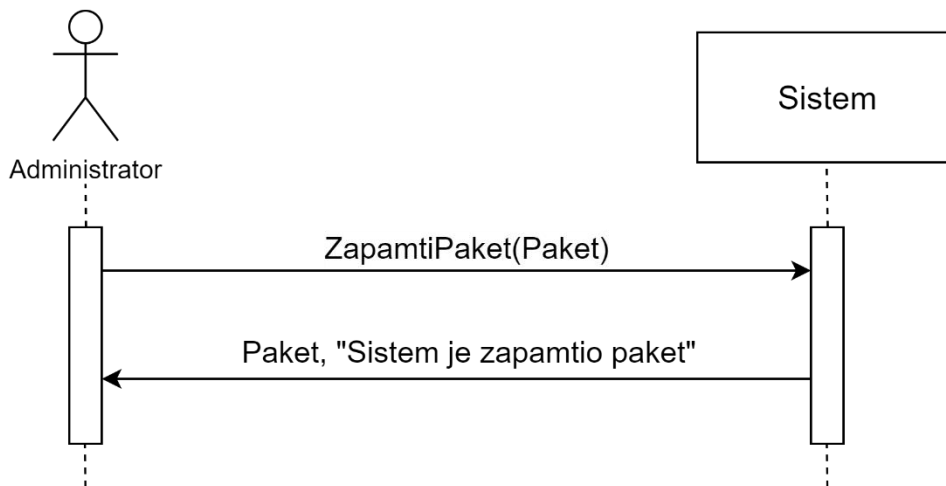 Administrator
Sistem
ZapamtiPaket(Paket)
Paket, "Sistem je zapamtio paket"